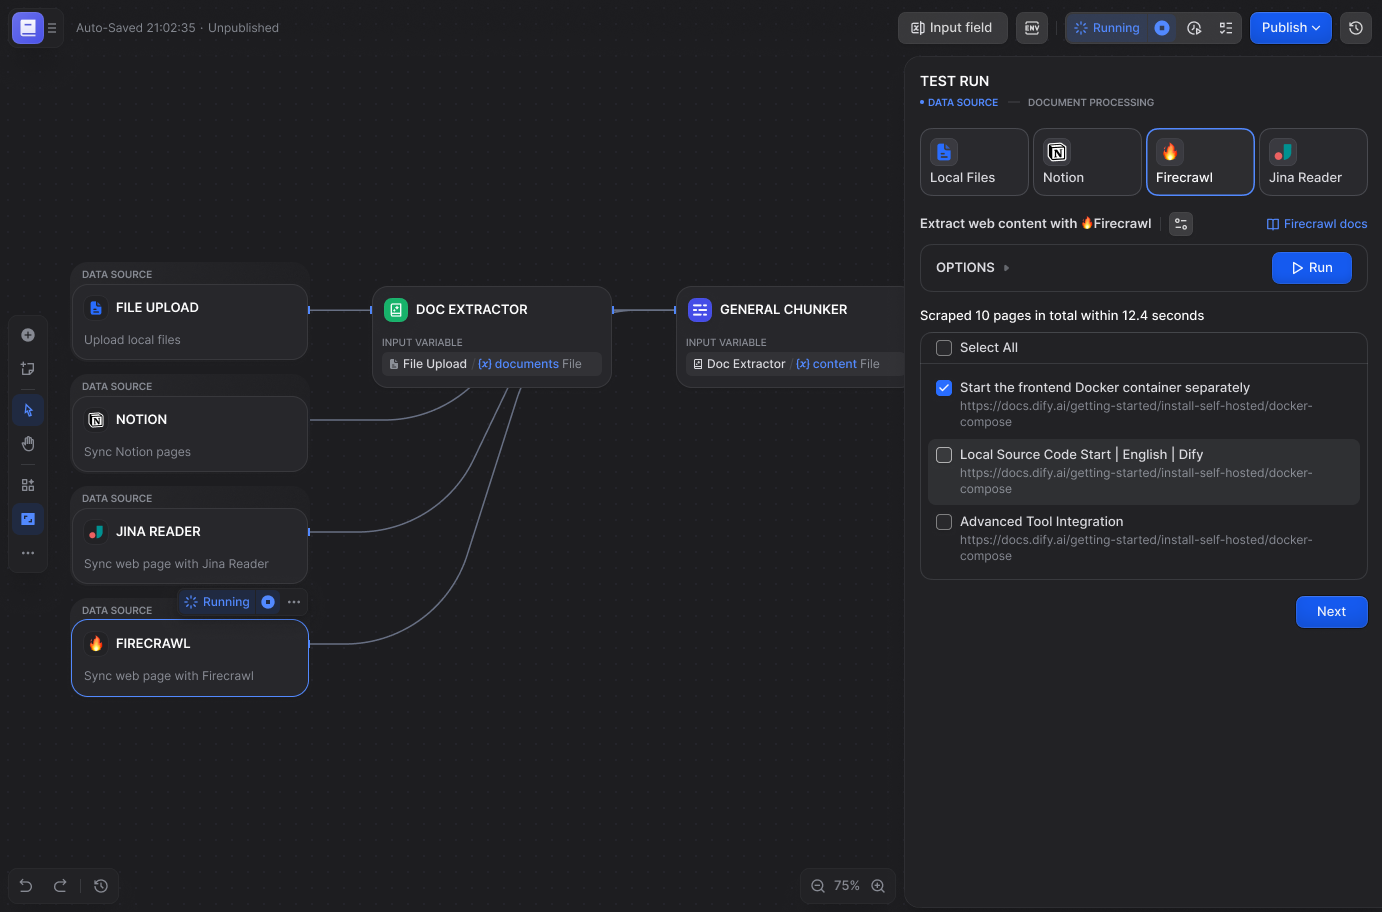 Auto-Saved 21:02:35 · Unpublished
Input field
ENV
Running
Publish
TEST RUN
• DATA SOURCE — DOCUMENT PROCESSING
Local Files
Notion
Firecrawl
Jina Reader
Extract web content with 🔥Firecrawl
Firecrawl docs
OPTIONS
Run
Scraped 10 pages in total within 12.4 seconds
Select All
Start the frontend Docker container separately
https://docs.dify.ai/getting-started/install-self-hosted/docker-
compose
Local Source Code Start | English | Dify
https://docs.dify.ai/getting-started/install-self-hosted/docker-
compose
Advanced Tool Integration
https://docs.dify.ai/getting-started/install-self-hosted/docker-
compose
Next
DATA SOURCE
FILE UPLOAD
Upload local files
DATA SOURCE
NOTION
Sync Notion pages
DATA SOURCE
JINA READER
Sync web page with Jina Reader
DATA SOURCE
Running
FIRECRAWL
Sync web page with Firecrawl
DOC EXTRACTOR
INPUT VARIABLE
File Upload / {x} documents File
GENERAL CHUNKER
INPUT VARIABLE
Doc Extractor / {x} content File
75%